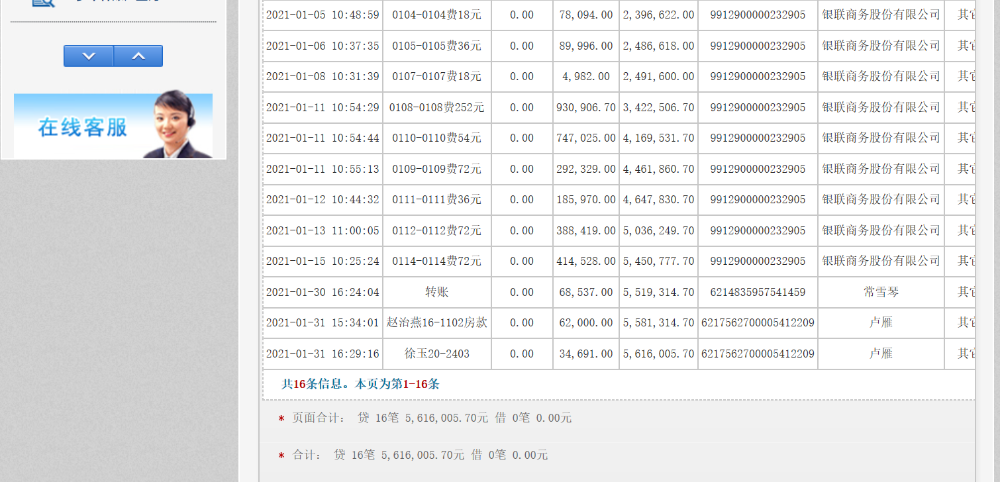 2021-01-05 10:48:59 0104-0104费18元 0.00 78,094.00 2,396,622.00 9912900000232905 银联商务股份有限公司 其它
2021-01-06 10:37:35 0105-0105费36元 0.00 89,996.00 2,486,618.00 9912900000232905 银联商务股份有限公司 其它
2021-01-08 10:31:39 0107-0107费18元 0.00 4,982.00 2,491,600.00 9912900000232905 银联商务股份有限公司 其它
2021-01-11 10:54:29 0108-0108费252元 0.00 930,906.70 3,422,506.70 9912900000232905 银联商务股份有限公司 其它
在线客服
2021-01-11 10:54:44 0110-0110费54元 0.00 747,025.00 4,169,531.70 9912900000232905 银联商务股份有限公司 其它
2021-01-11 10:55:13 0109-0109费72元 0.00 292,329.00 4,461,860.70 9912900000232905 银联商务股份有限公司 其它
2021-01-12 10:44:32 0111-0111费36元 0.00 185,970.00 4,647,830.70 9912900000232905 银联商务股份有限公司 其它
2021-01-13 11:00:05 0112-0112费72元 0.00 388,419.00 5,036,249.70 9912900000232905 银联商务股份有限公司 其它
2021-01-15 10:25:24 0114-0114费72元 0.00 414,528.00 5,450,777.70 9912900000232905 银联商务股份有限公司 其它
2021-01-30 16:24:04 转账 0.00 68,537.00 5,519,314.70 6214835957541459 常雪琴 其它
2021-01-31 15:34:01 赵治燕16-1102房款 0.00 62,000.00 5,581,314.70 6217562700005412209 卢雁 其它
2021-01-31 16:29:16 徐玉20-2403 0.00 34,691.00 5,616,005.70 6217562700005412209 卢雁 其它
共16条信息。本页为第1-16条
* 页面合计: 贷 16笔 5,616,005.70元 借 0笔 0.00元
* 合计: 贷 16笔 5,616,005.70元 借 0笔 0.00元